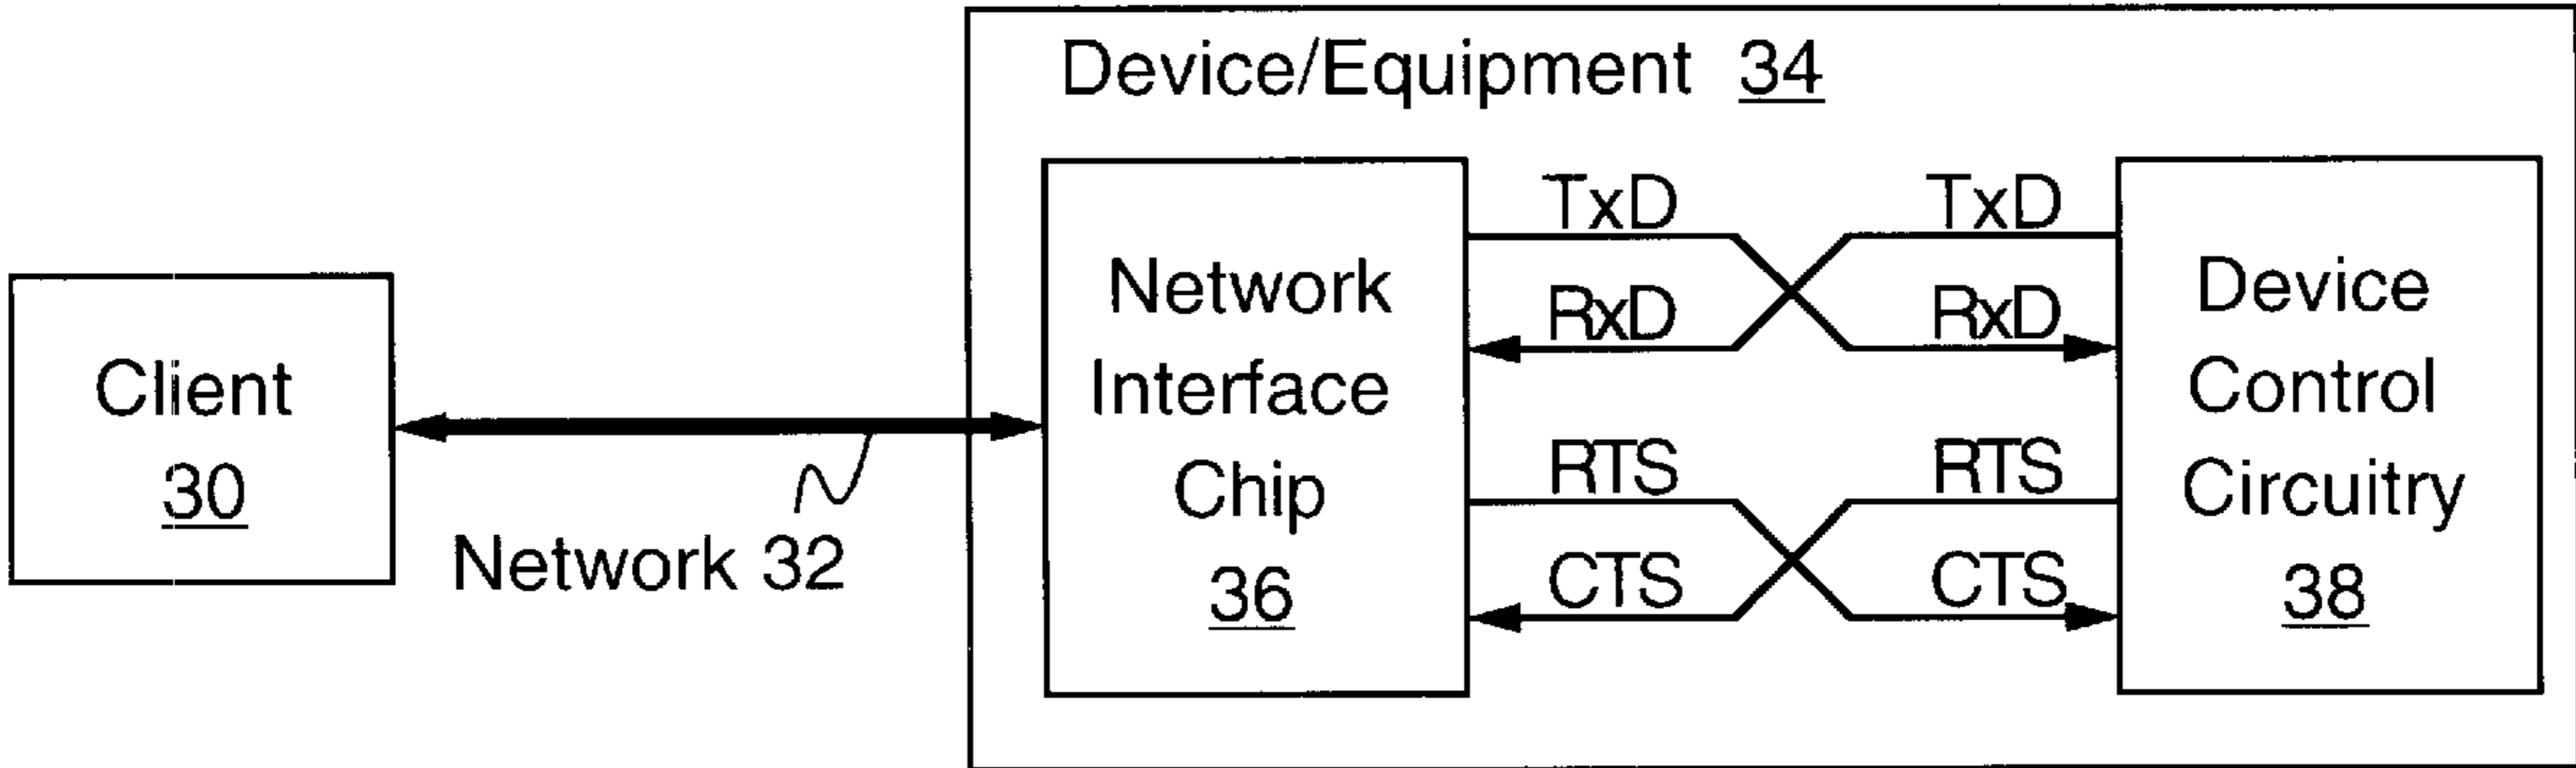 Device/Equipment 34
Client
30
Network 32
Network
Interface
Chip
36
TxD TxD
RxD RxD
RTS RTS
CTS CTS
Device
Control
Circuitry
38